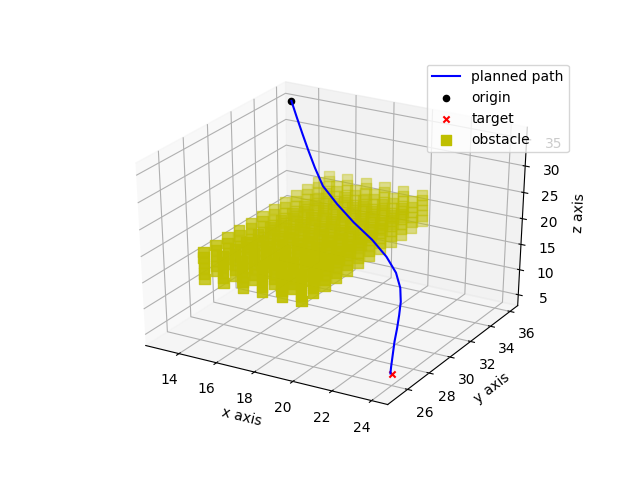 planned path
origin
target
obstacle
35
30
25
20
15
10
5
z axis
36
34
32
30
28
26
y axis
14
16
18
20
22
24
x axis